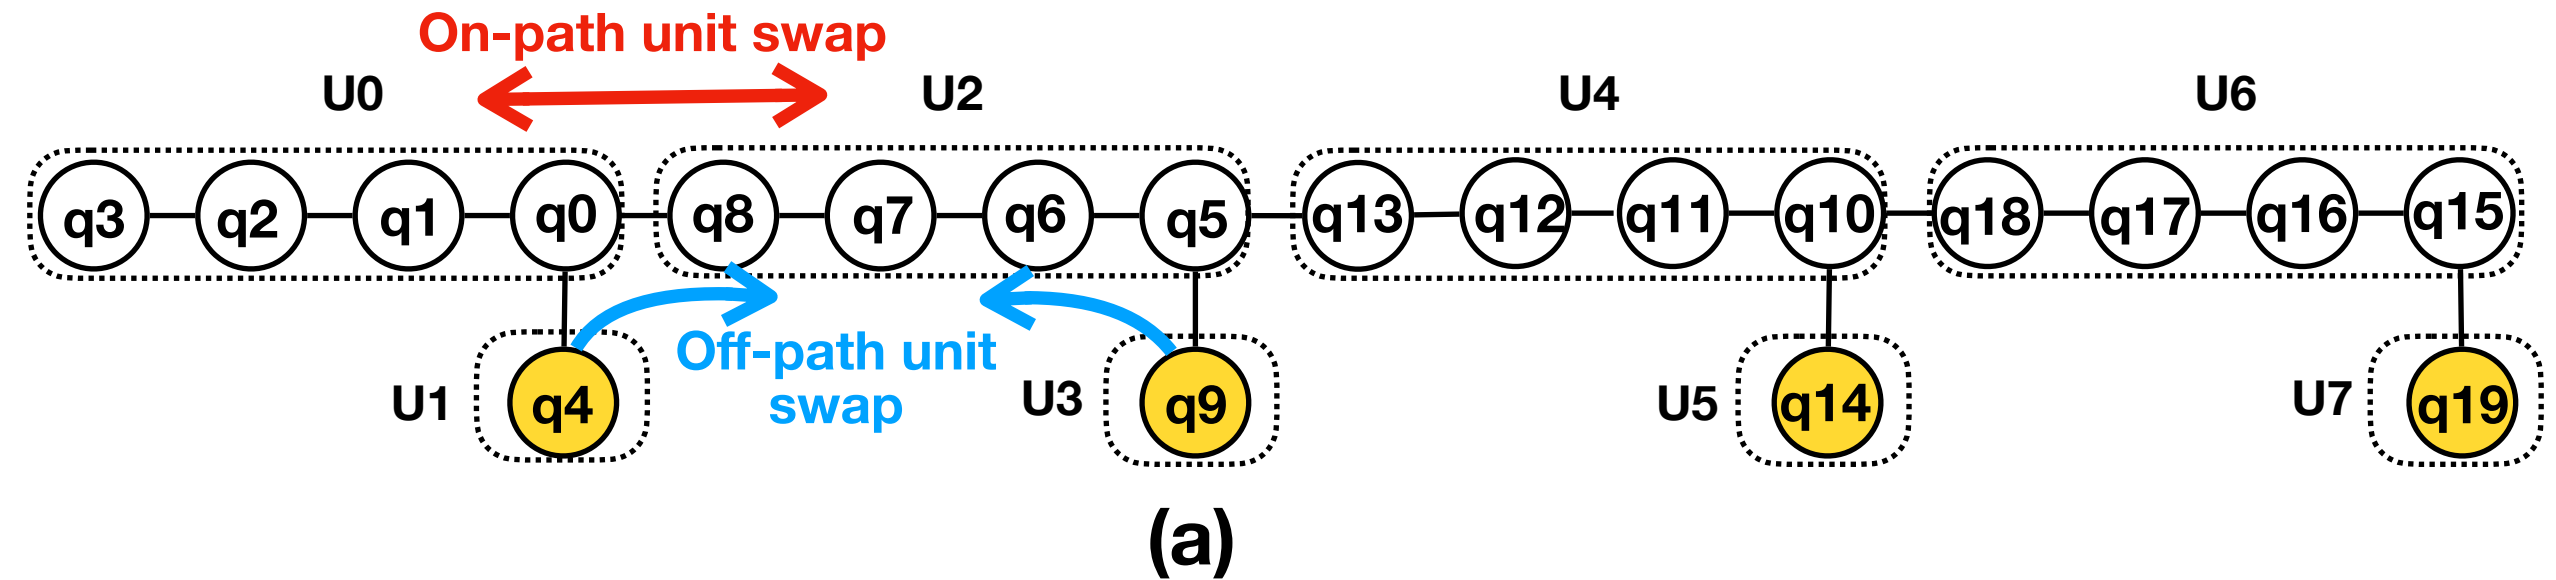 On-path unit swap
U0 U2 U4 U6
q3 q2 q1 q0 q8 q7 q6 q5 q13 q12 q11 q10 q18 q17 q16 q15
Off-path unit
swap
U1 q4 U3 q9 U5 q14 U7 q19
(a)